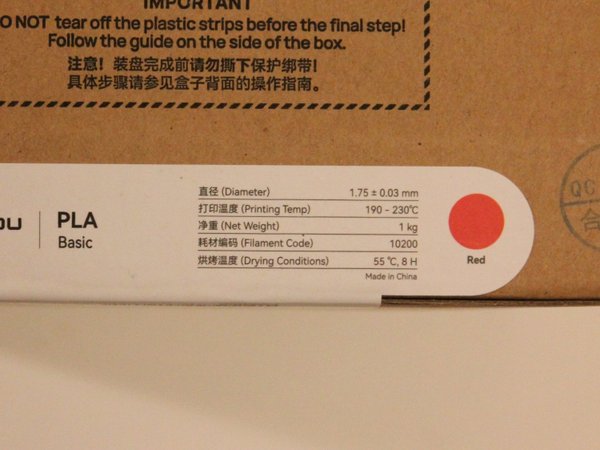 IMPORTANT
DO NOT tear off the plastic strips before the final step!
Follow the guide on the side of the box.
注意！装盘完成前请勿撕下保护绑带！
具体步骤请参见盒子背面的操作指南。
PLA
Basic
直径 (Diameter) 1.75 ± 0.03 mm
打印温度 (Printing Temp) 190 - 230℃
净重 (Net Weight) 1 kg
耗材编码 (Filament Code) 10200
烘烤温度 (Drying Conditions) 55 ℃, 8 H
Made in China
Red
QC
合